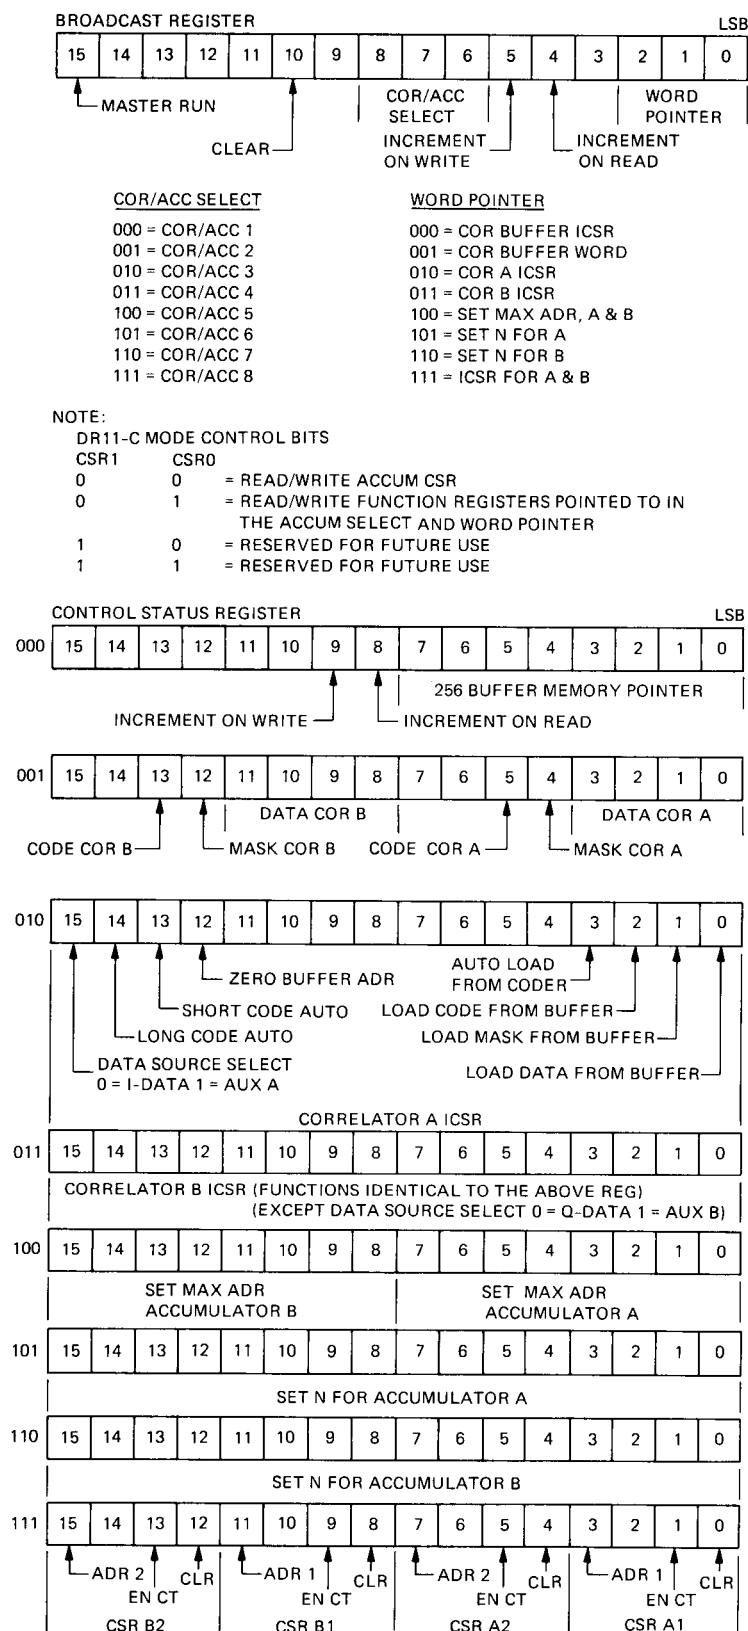 BROADCAST REGISTER LSB
15 14 13 12 11 10 9 8 7 6 5 4 3 2 1 0
MASTER RUN
COR/ACC SELECT
WORD POINTER
CLEAR
INCREMENT ON WRITE
INCREMENT ON READ
COR/ACC SELECT
000 = COR/ACC 1
001 = COR/ACC 2
010 = COR/ACC 3
011 = COR/ACC 4
100 = COR/ACC 5
101 = COR/ACC 6
110 = COR/ACC 7
111 = COR/ACC 8
WORD POINTER
000 = COR BUFFER ICSR
001 = COR BUFFER WORD
010 = COR A ICSR
011 = COR B ICSR
100 = SET MAX ADR, A & B
101 = SET N FOR A
110 = SET N FOR B
111 = ICSR FOR A & B
NOTE:
DR11-C MODE CONTROL BITS
CSR1 CSR0
0 0 = READ/WRITE ACCUM CSR
0 1 = READ/WRITE FUNCTION REGISTERS POINTED TO IN
THE ACCUM SELECT AND WORD POINTER
1 0 = RESERVED FOR FUTURE USE
1 1 = RESERVED FOR FUTURE USE
CONTROL STATUS REGISTER LSB
000 15 14 13 12 11 10 9 8 7 6 5 4 3 2 1 0
256 BUFFER MEMORY POINTER
INCREMENT ON WRITE INCREMENT ON READ
001 15 14 13 12 11 10 9 8 7 6 5 4 3 2 1 0
DATA COR B DATA COR A
CODE COR B MASK COR B CODE COR A MASK COR A
010 15 14 13 12 11 10 9 8 7 6 5 4 3 2 1 0
ZERO BUFFER ADR
AUTO LOAD
FROM CODER
SHORT CODE AUTO LOAD CODE FROM BUFFER
LONG CODE AUTO LOAD MASK FROM BUFFER
DATA SOURCE SELECT
0 = I-DATA 1 = AUX A
LOAD DATA FROM BUFFER
CORRELATOR A ICSR
011 15 14 13 12 11 10 9 8 7 6 5 4 3 2 1 0
CORRELATOR B ICSR (FUNCTIONS IDENTICAL TO THE ABOVE REG)
(EXCEPT DATA SOURCE SELECT 0 = Q-DATA 1 = AUX B)
100 15 14 13 12 11 10 9 8 7 6 5 4 3 2 1 0
SET MAX ADR
ACCUMULATOR B
SET MAX ADR
ACCUMULATOR A
101 15 14 13 12 11 10 9 8 7 6 5 4 3 2 1 0
SET N FOR ACCUMULATOR A
110 15 14 13 12 11 10 9 8 7 6 5 4 3 2 1 0
SET N FOR ACCUMULATOR B
111 15 14 13 12 11 10 9 8 7 6 5 4 3 2 1 0
ADR 2 CLR ADR 1 CLR ADR 2 CLR ADR 1 CLR
EN CT EN CT EN CT EN CT
CSR B2 CSR B1 CSR A2 CSR A1